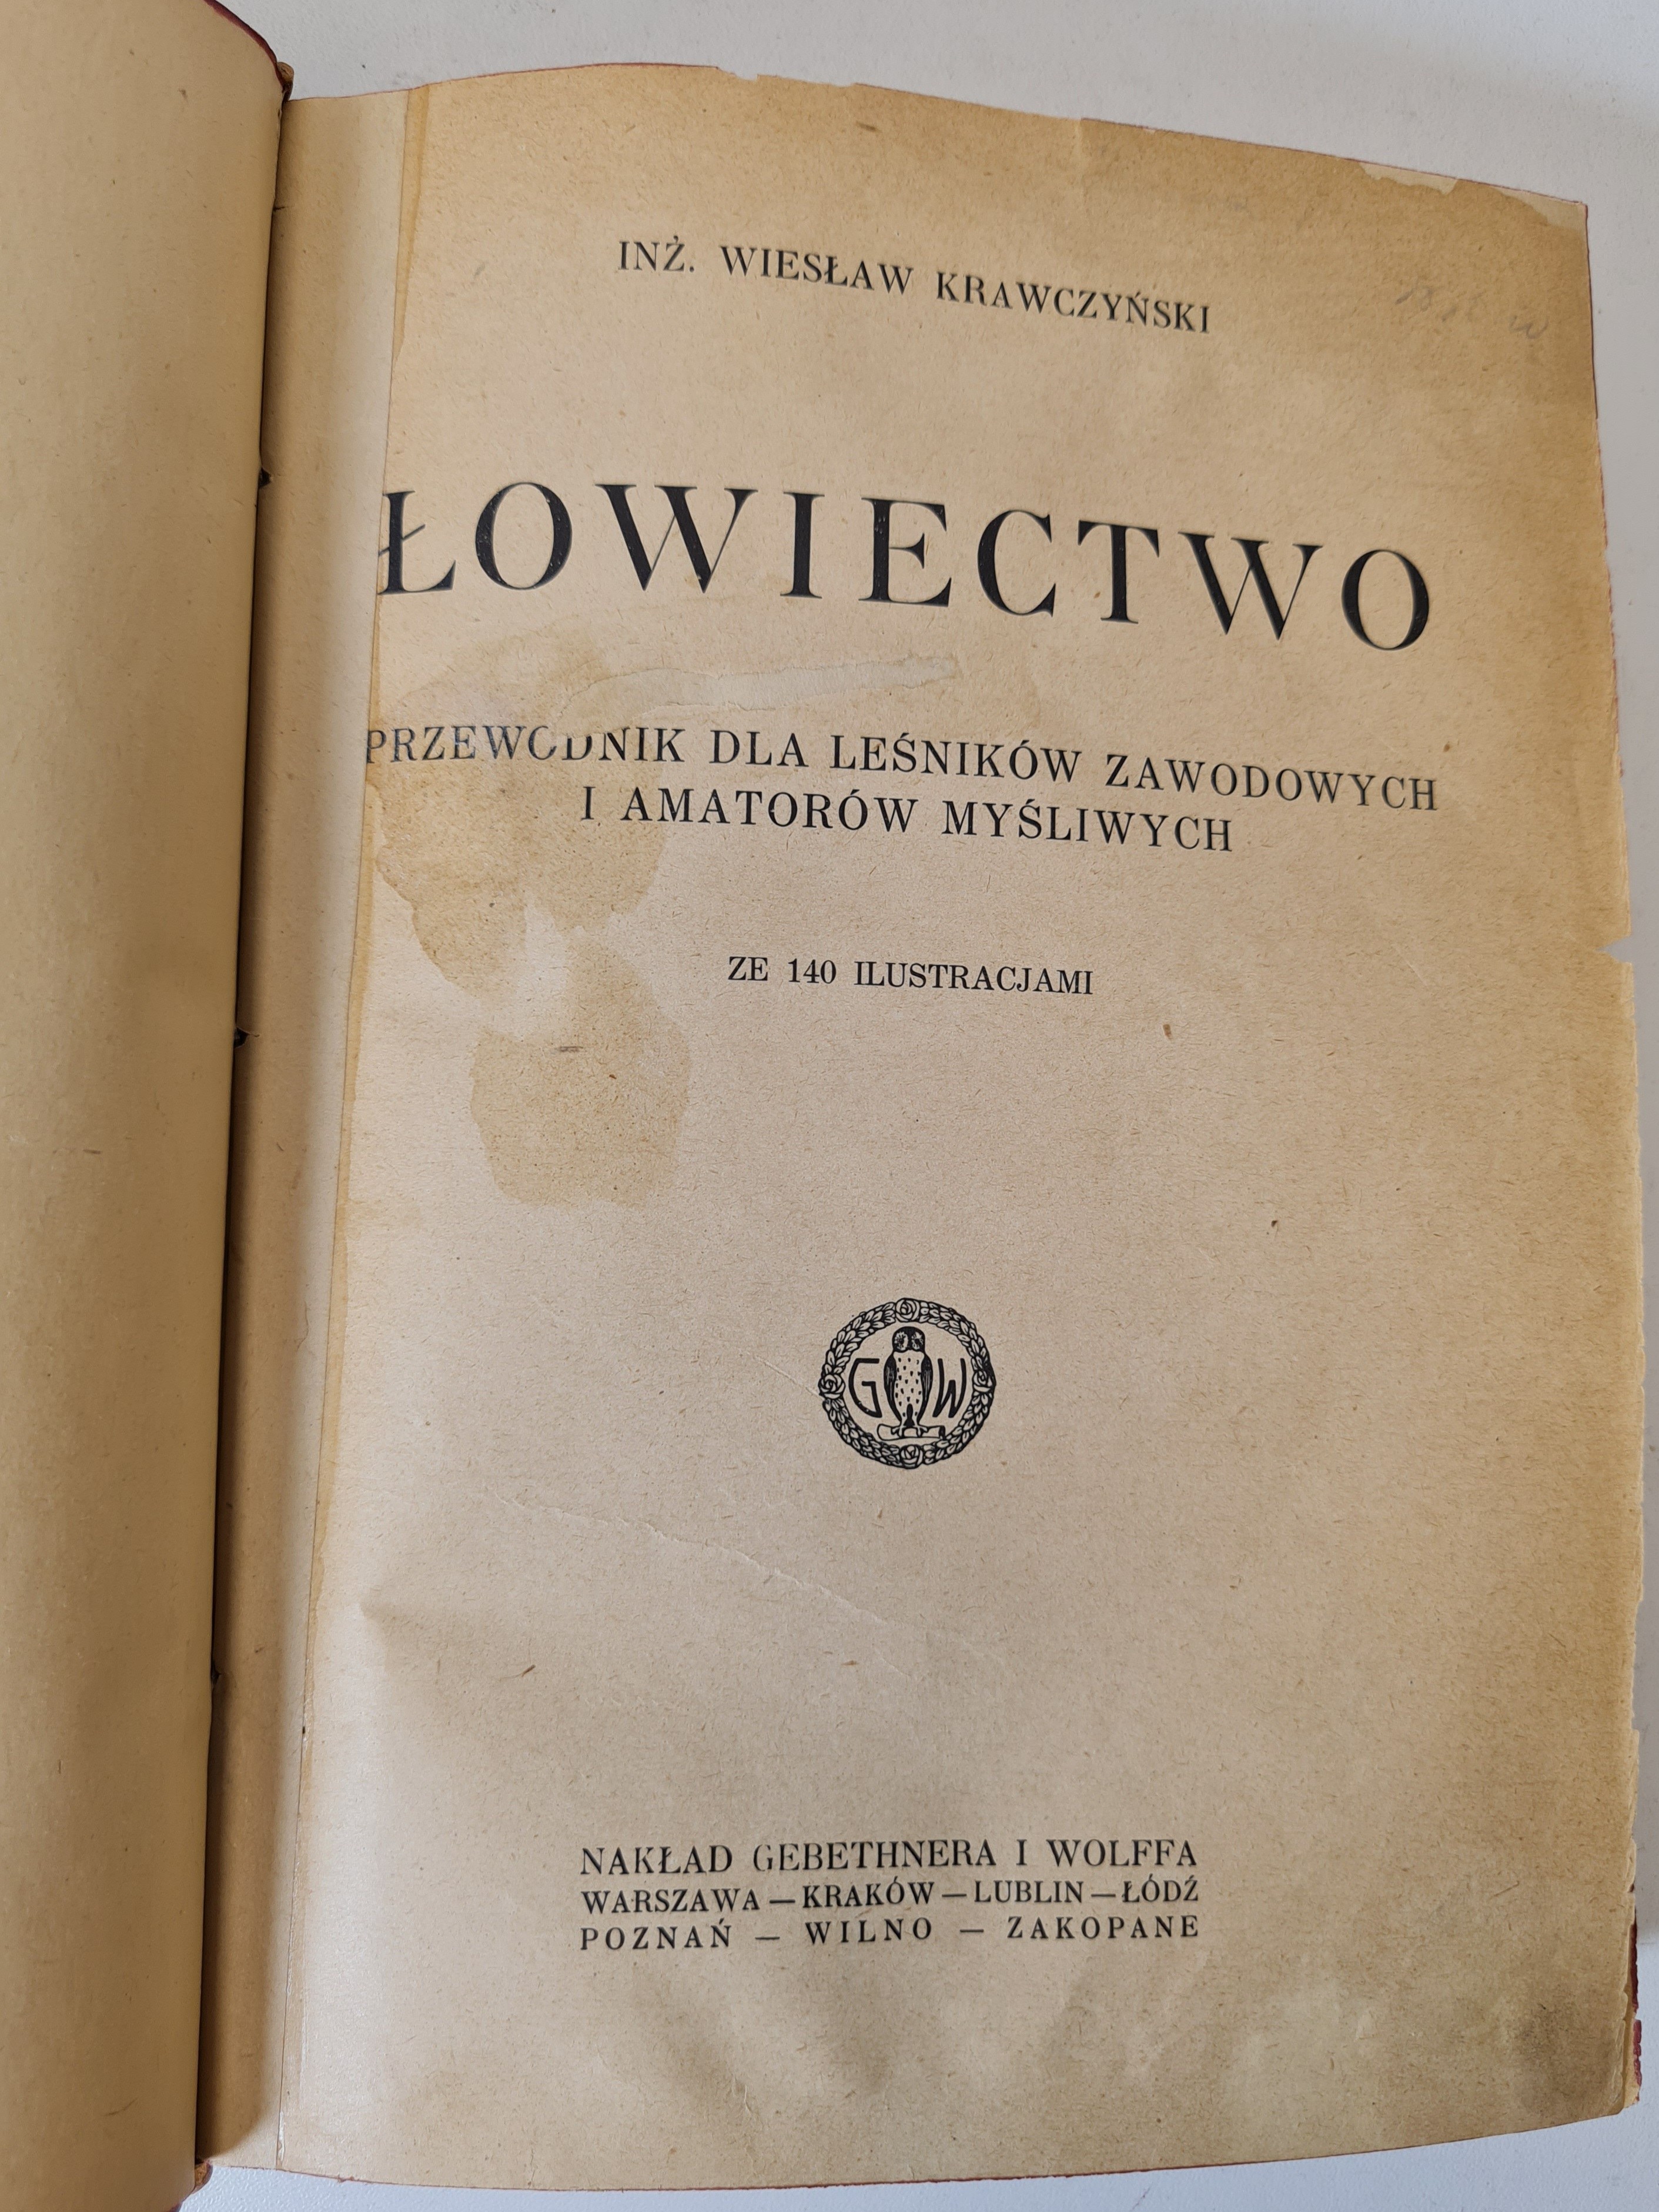 INŻ. WIESŁAW KRAWCZYŃSKI
ŁOWIECTWO
PRZEWODNIK DLA LEŚNIKÓW ZAWODOWYCH
I AMATORÓW MYŚLIWYCH
ZE 140 ILUSTRACJAMI
G W
NAKŁAD GEBETHNERA I WOLFFA
WARSZAWA — KRAKÓW — LUBLIN — ŁÓDŹ
POZNAŃ — WILNO — ZAKOPANE